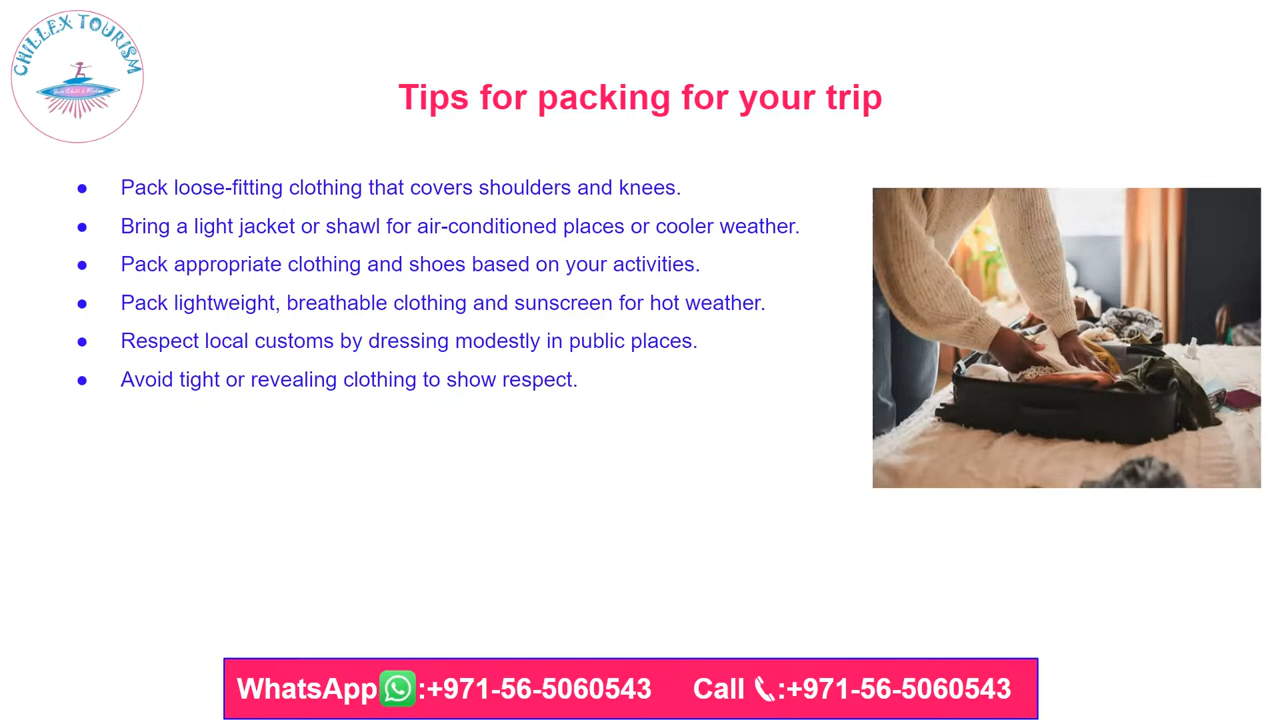 CHILLEX TOURISM
Tips for packing for your trip
● Pack loose-fitting clothing that covers shoulders and knees.
● Bring a light jacket or shawl for air-conditioned places or cooler weather.
● Pack appropriate clothing and shoes based on your activities.
● Pack lightweight, breathable clothing and sunscreen for hot weather.
● Respect local customs by dressing modestly in public places.
● Avoid tight or revealing clothing to show respect.
WhatsApp :+971-56-5060543 Call :+971-56-5060543